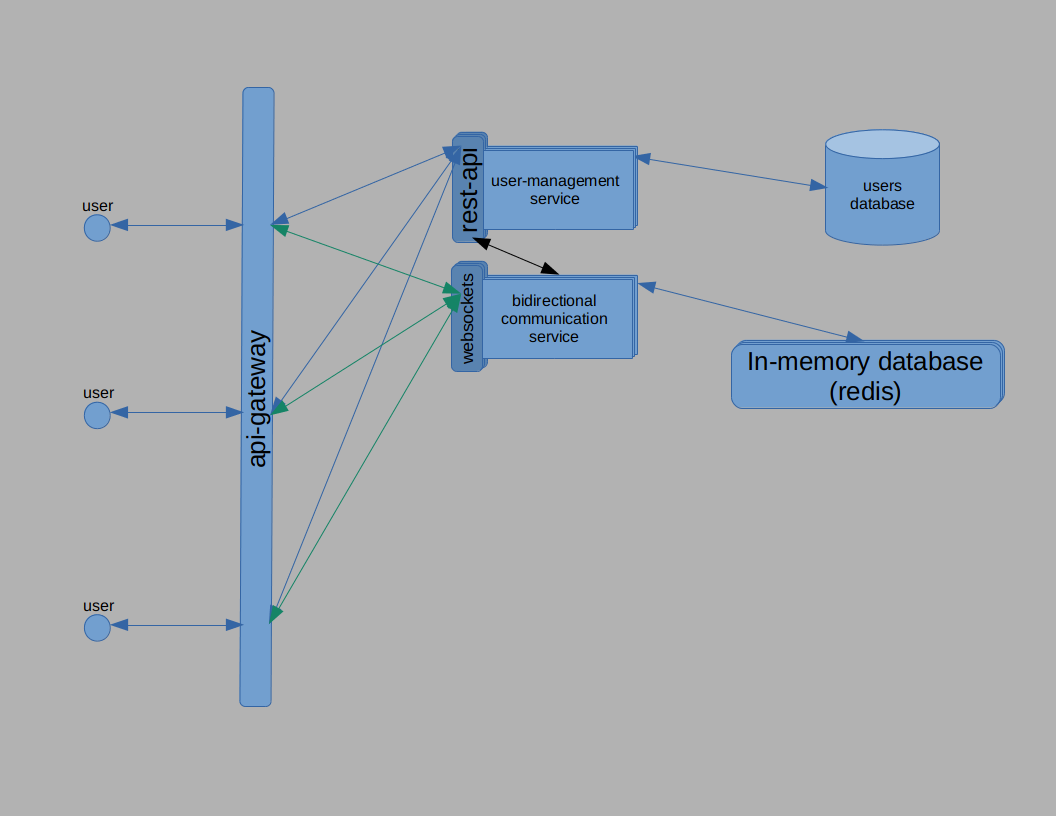 user
user
user
api-gateway
rest-api
user-management
service
websockets
bidirectional
communication
service
users
database
In-memory database
(redis)